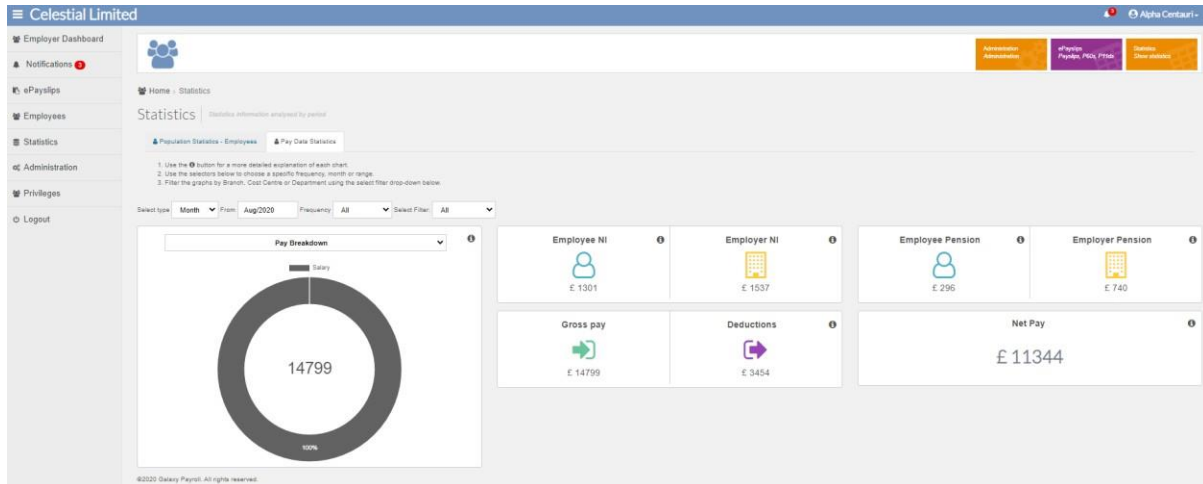 Celestial Limited
3
Alpha Centauri
Employer Dashboard
Notifications 3
ePayslips
Employees
Statistics
Administration
Privileges
Logout
Administration
Administration
ePayslips
Payslips, P60s, P11ds
Statistics
Show statistics
Home › Statistics
Statistics
Statistics information analysed by period
Population Statistics - Employees
Pay Data Statistics
1. Use the button for a more detailed explanation of each chart.
2. Use the selectors below to choose a specific frequency, month or range.
3. Filter the graphs by Branch, Cost Centre or Department using the select filter drop-down below.
Select type Month From Aug/2020 Frequency All Select Filter: All
Pay Breakdown
Salary
14799
100%
Employee NI
£ 1301
Employer NI
£ 1537
Employee Pension
£ 296
Employer Pension
£ 740
Gross pay
£ 14799
Deductions
£ 3454
Net Pay
£ 11344
©2020 Galaxy Payroll. All rights reserved.